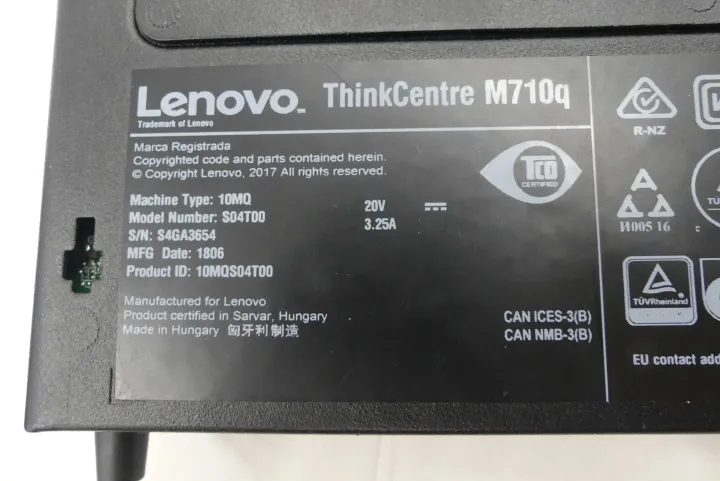 Lenovo™ ThinkCentre M710q
Trademark of Lenovo
Marca Registrada
Copyrighted code and parts contained herein.
© Copyright Lenovo, 2017 All rights reserved.
Machine Type: 10MQ
Model Number: S04T00
S/N: S4GA3654
MFG Date: 1806
Product ID: 10MQS04T00
20V
3.25A
Manufactured for Lenovo
Product certified in Sarvar, Hungary
Made in Hungary 匈牙利制造
CAN ICES-3(B)
CAN NMB-3(B)
TCO
CERTIFIED
R-NZ
И005 16
TÜV
TÜVRheinland
EU contact add